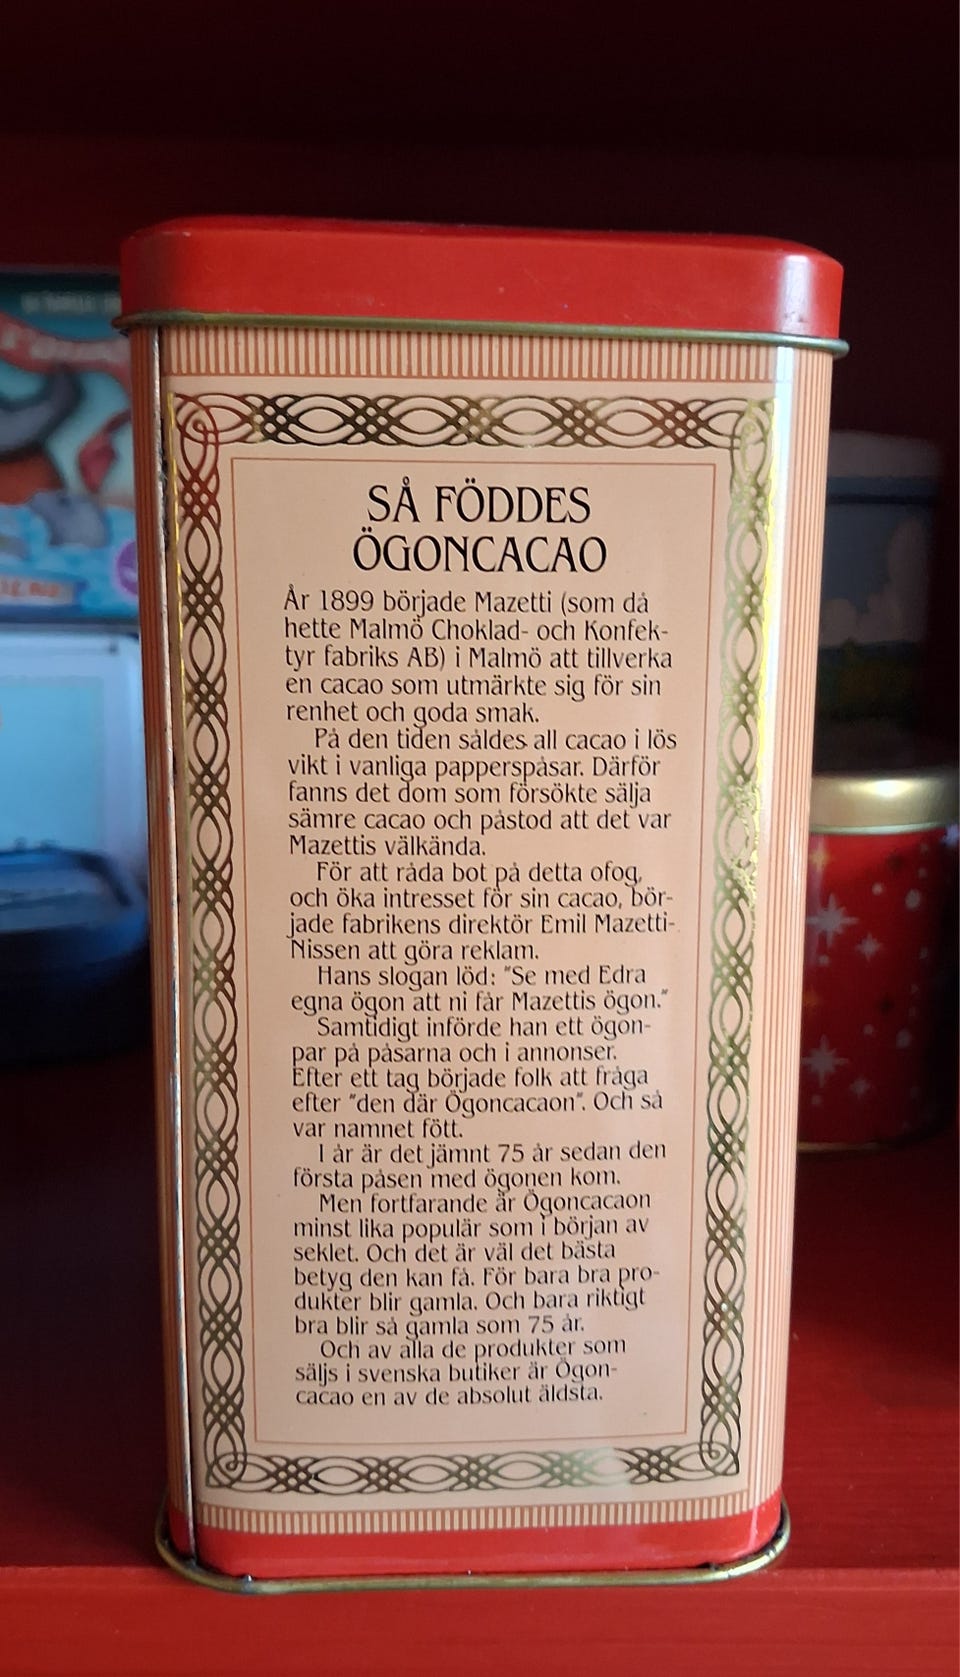 SÅ FÖDDES
ÖGONCACAO
År 1899 började Mazetti (som då
hette Malmö Choklad- och Konfek-
tyr fabriks AB) i Malmö att tillverka
en cacao som utmärkte sig för sin
renhet och goda smak.
På den tiden såldes all cacao i lös
vikt i vanliga papperspåsar. Därför
fanns det dom som försökte sälja
sämre cacao och påstod att det var
Mazettis välkända.
För att råda bot på detta ofog,
och öka intresset för sin cacao, bör-
jade fabrikens direktör Emil Mazetti-
Nissen att göra reklam.
Hans slogan löd: "Se med Edra
egna ögon att ni får Mazettis ögon."
Samtidigt införde han ett ögon-
par på påsarna och i annonser.
Efter ett tag började folk att fråga
efter "den där Ögoncacaon". Och så
var namnet fött.
I år är det jämnt 75 år sedan den
första påsen med ögonen kom.
Men fortfarande är Ögoncacaon
minst lika populär som i början av
seklet. Och det är väl det bästa
betyg den kan få. För bara bra pro-
dukter blir gamla. Och bara riktigt
bra blir så gamla som 75 år.
Och av alla de produkter som
säljs i svenska butiker är Ögon-
cacao en av de absolut äldsta.